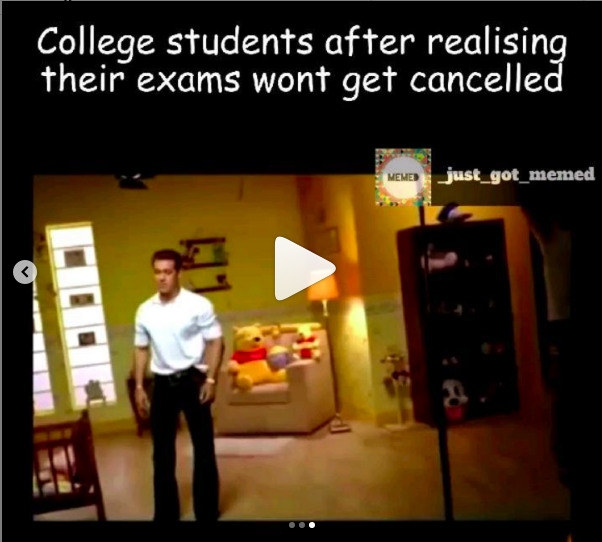 College students after realising
their exams wont get cancelled
MEMED
_just_got_memed